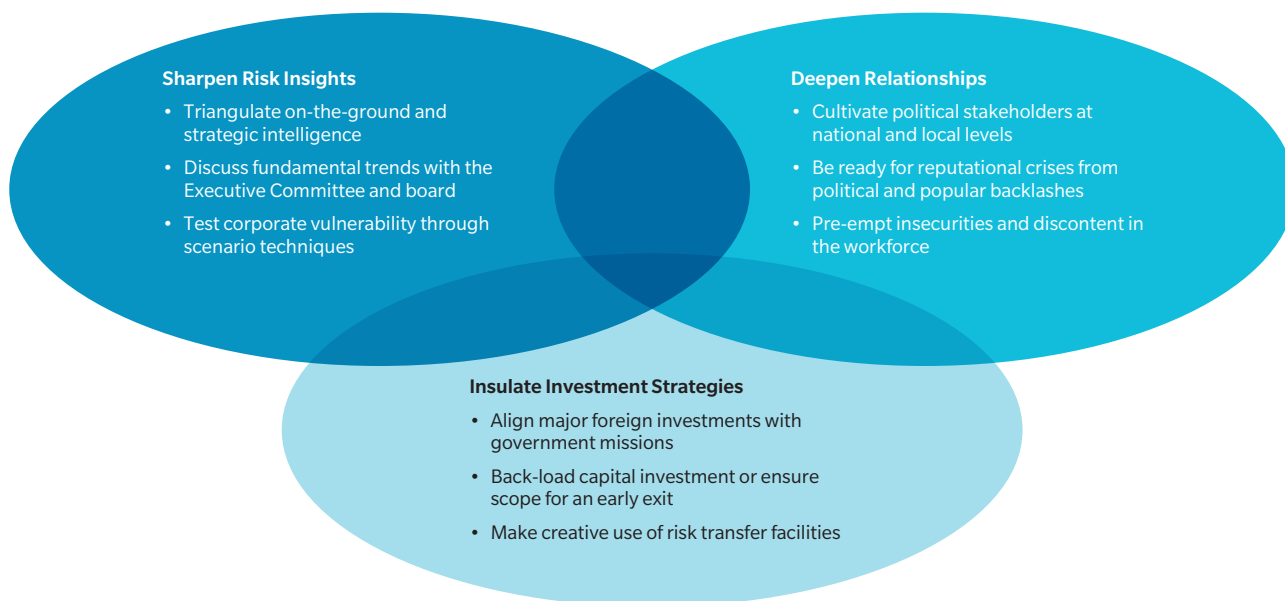 Sharpen Risk Insights
• Triangulate on-the-ground and
strategic intelligence
• Discuss fundamental trends with the
Executive Committee and board
• Test corporate vulnerability through
scenario techniques
Deepen Relationships
• Cultivate political stakeholders at
national and local levels
• Be ready for reputational crises from
political and popular backlashes
• Pre-empt insecurities and discontent in
the workforce
Insulate Investment Strategies
• Align major foreign investments with
government missions
• Back-load capital investment or ensure
scope for an early exit
• Make creative use of risk transfer facilities